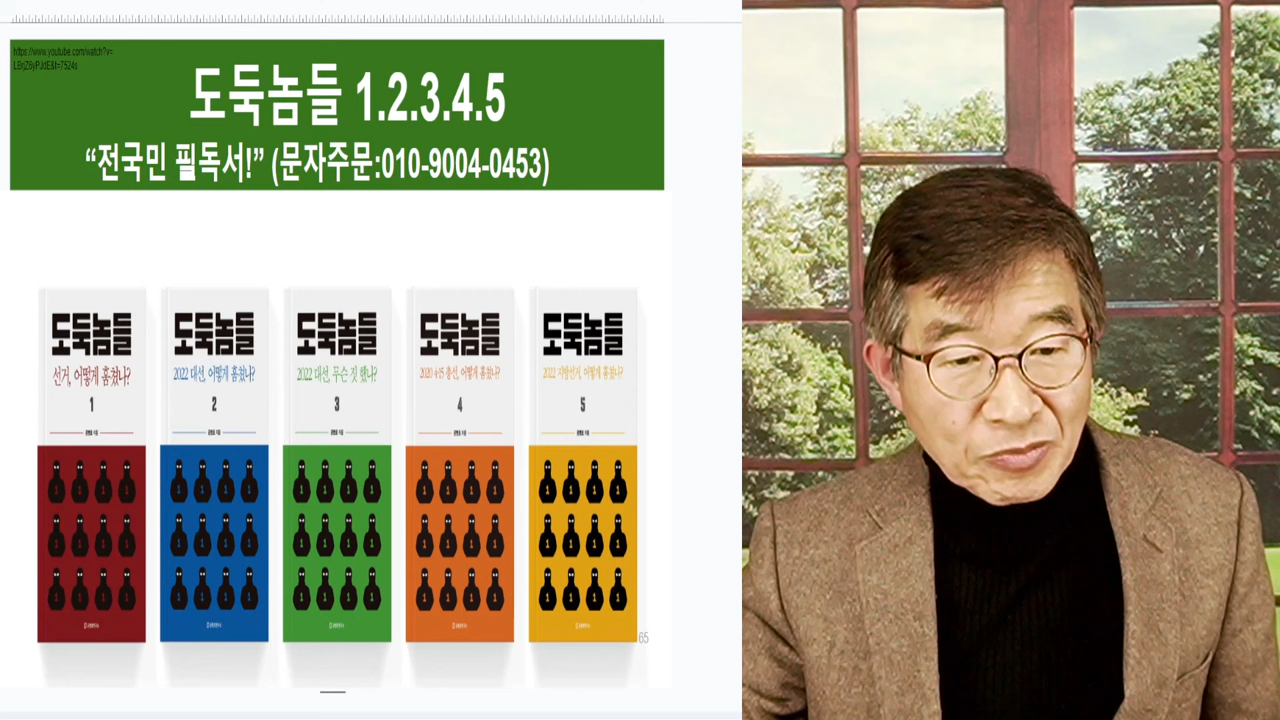 https://www.youtube.com/watch?v=
LBrjZ6yPJdE&t=7524s
도둑놈들 1.2.3.4.5
“전국민 필독서!” (문자주문:010-9004-0453)
도둑놈들
선거, 어떻게 훔쳤나?
1
도둑놈들
2022 대선, 어떻게 훔쳤나?
2
도둑놈들
2022 대선, 무슨 짓 했나?
3
도둑놈들
2020 4·15 총선, 어떻게 훔쳤나?
4
도둑놈들
2022 지방선거, 어떻게 훔쳤나?
5
65